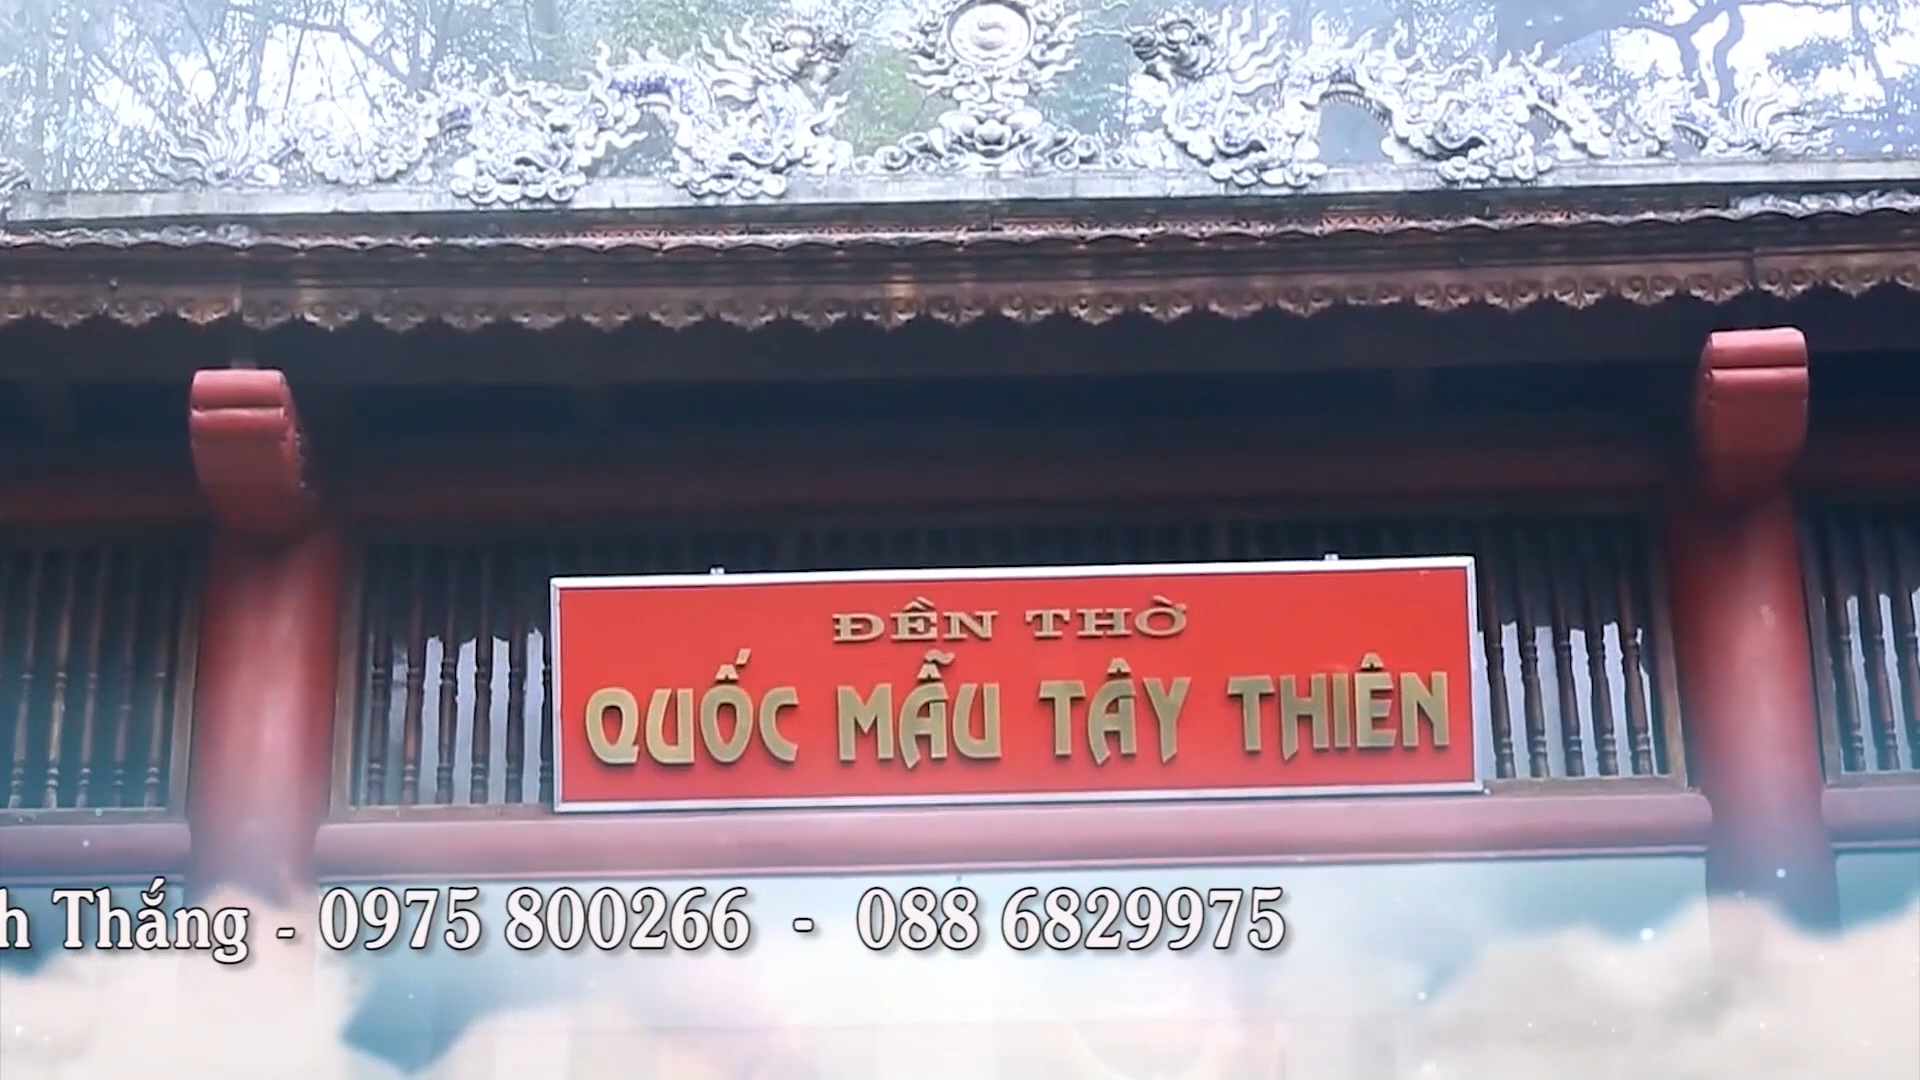 ĐỀN THỜ
QUỐC MẪU TÂY THIÊN
h Thắng - 0975 800266 - 088 6829975